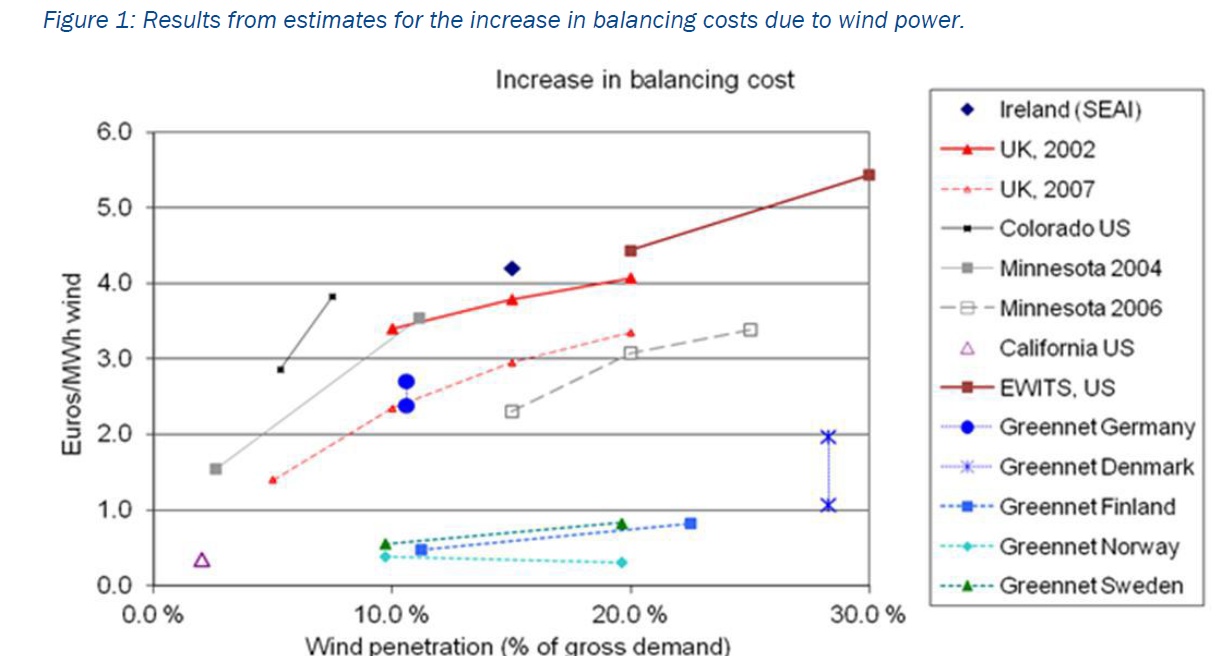 Figure 1: Results from estimates for the increase in balancing costs due to wind power.
Increase in balancing cost
Euros/MWh wind
6.0
5.0
4.0
3.0
2.0
1.0
0.0
0.0 %
10.0 %
20.0 %
30.0 %
Wind penetration (% of gross demand)
Ireland (SEAI)
UK, 2002
UK, 2007
Colorado US
Minnesota 2004
Minnesota 2006
California US
EWITS, US
Greennet Germany
Greennet Denmark
Greennet Finland
Greennet Norway
Greennet Sweden